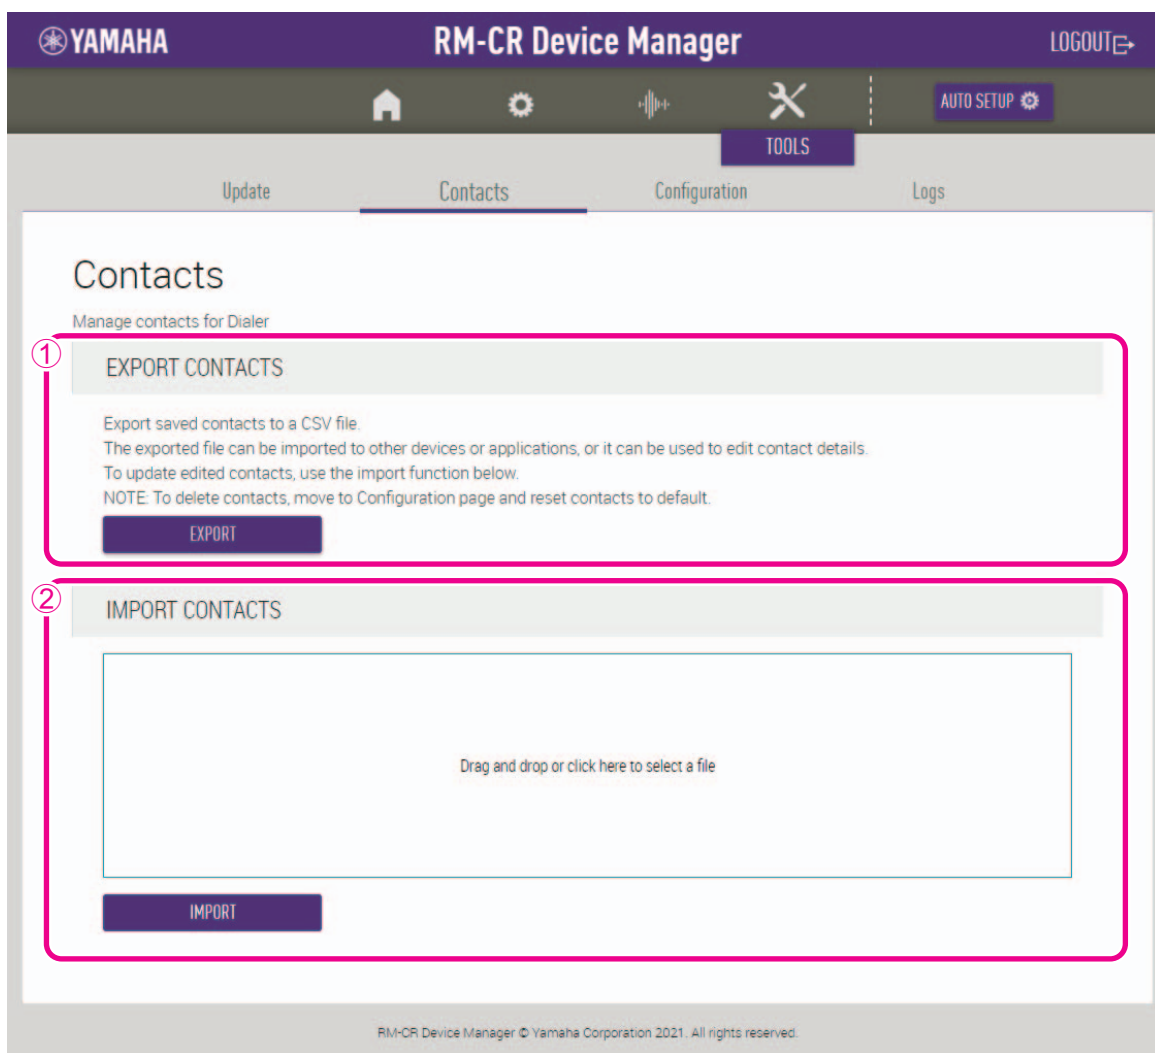 YAMAHA
RM-CR Device Manager
LOGOUT
AUTO SETUP
TOOLS
Update
Contacts
Configuration
Logs
Contacts
Manage contacts for Dialer
1
EXPORT CONTACTS
Export saved contacts to a CSV file.
The exported file can be imported to other devices or applications, or it can be used to edit contact details.
To update edited contacts, use the import function below.
NOTE: To delete contacts, move to Configuration page and reset contacts to default.
EXPORT
2
IMPORT CONTACTS
Drag and drop or click here to select a file
IMPORT
RM-CR Device Manager © Yamaha Corporation 2021. All rights reserved.